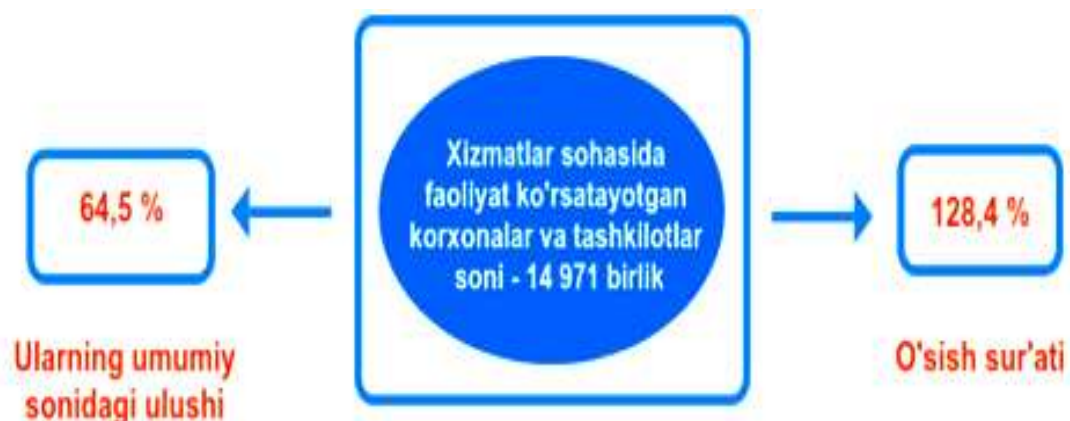 Xizmatlar sohasida
faoliyat ko'rsatayotgan
korxonalar va tashkilotlar
soni - 14 971 birlik
64,5 %
Ularning umumiy
sonidagi ulushi
128,4 %
O'sish sur'ati